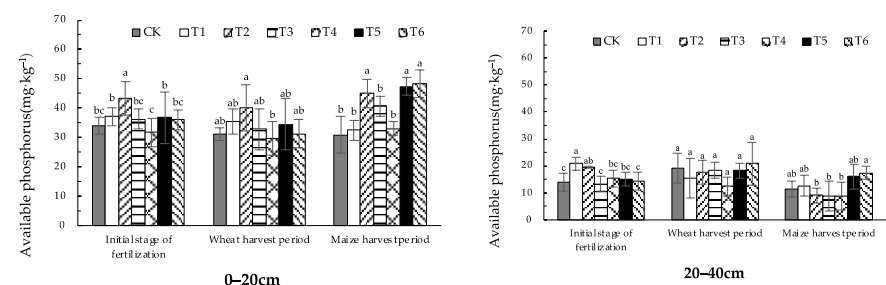 Available phosphorus(mg·kg⁻¹)
70
60
50
40
30
20
10
0
CK T1 T2 T3 T4 T5 T6
bc b a bc c b bc
ab ab a b b ab ab
b b a b b a a
Initial stage of fertilization
Wheat harvest period
Maize harvest period
0–20cm
Available phosphorus(mg·kg⁻¹)
70
60
50
40
30
20
10
0
CK T1 T2 T3 T4 T5 T6
c a ab c bc bc c
a a a a a a a
ab ab b b b ab a
Initial stage of
fertilization
Wheat harvest period
Maize harvest period
20–40cm